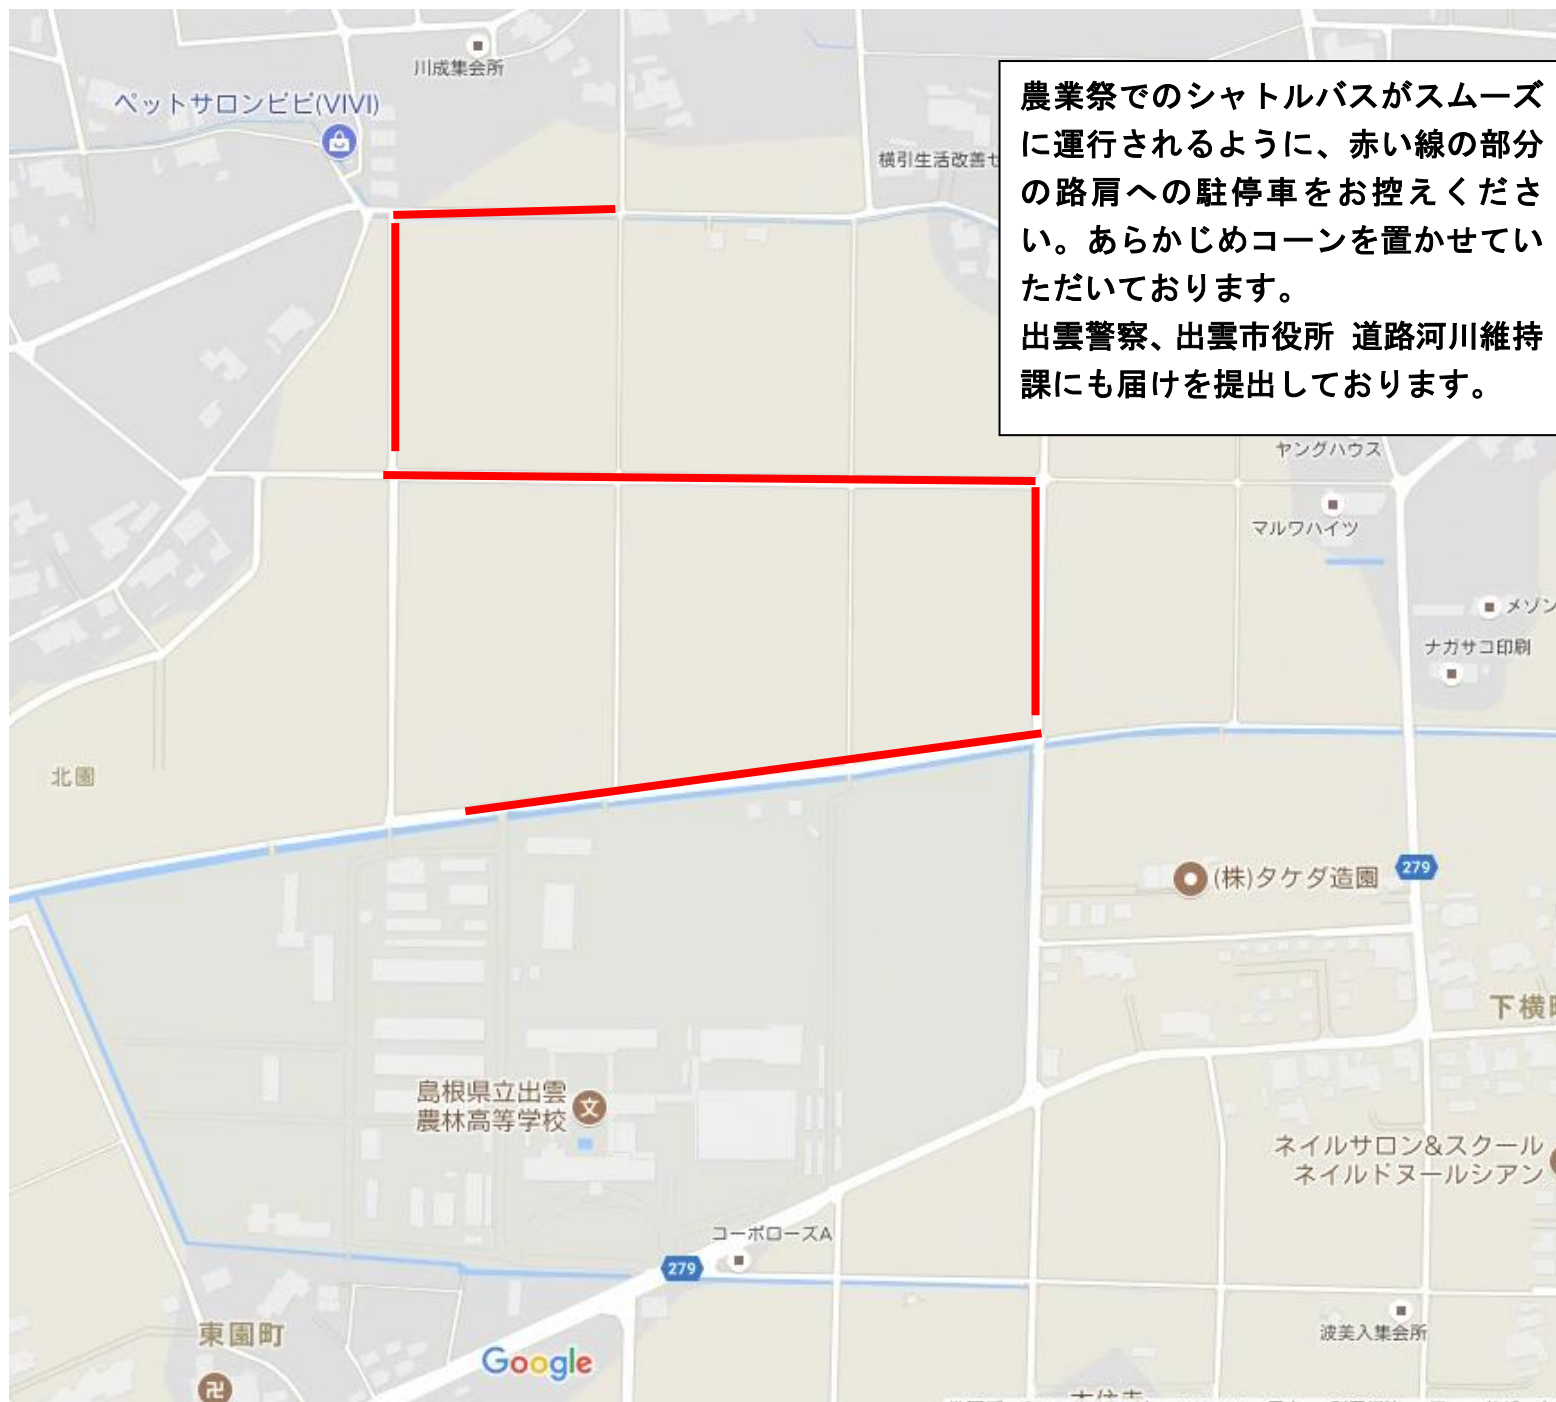 川成集会所
ペットサロンビビ(VIVI)
横引生活改善セ
農業祭でのシャトルバスがスムーズ
に運行されるように、赤い線の部分
の路肩への駐停車をお控えくださ
い。あらかじめコーンを置かせてい
ただいております。
出雲警察、出雲市役所 道路河川維持
課にも届けを提出しております。
ヤングハウス
マルワハイツ
メゾン
ナガサコ印刷
北園
(株)タケダ造園
279
下横町
島根県立出雲
農林高等学校
文
ネイルサロン&スクール
ネイルドヌールシアン
コーポローズA
279
波美入集会所
東園町
卍
Google